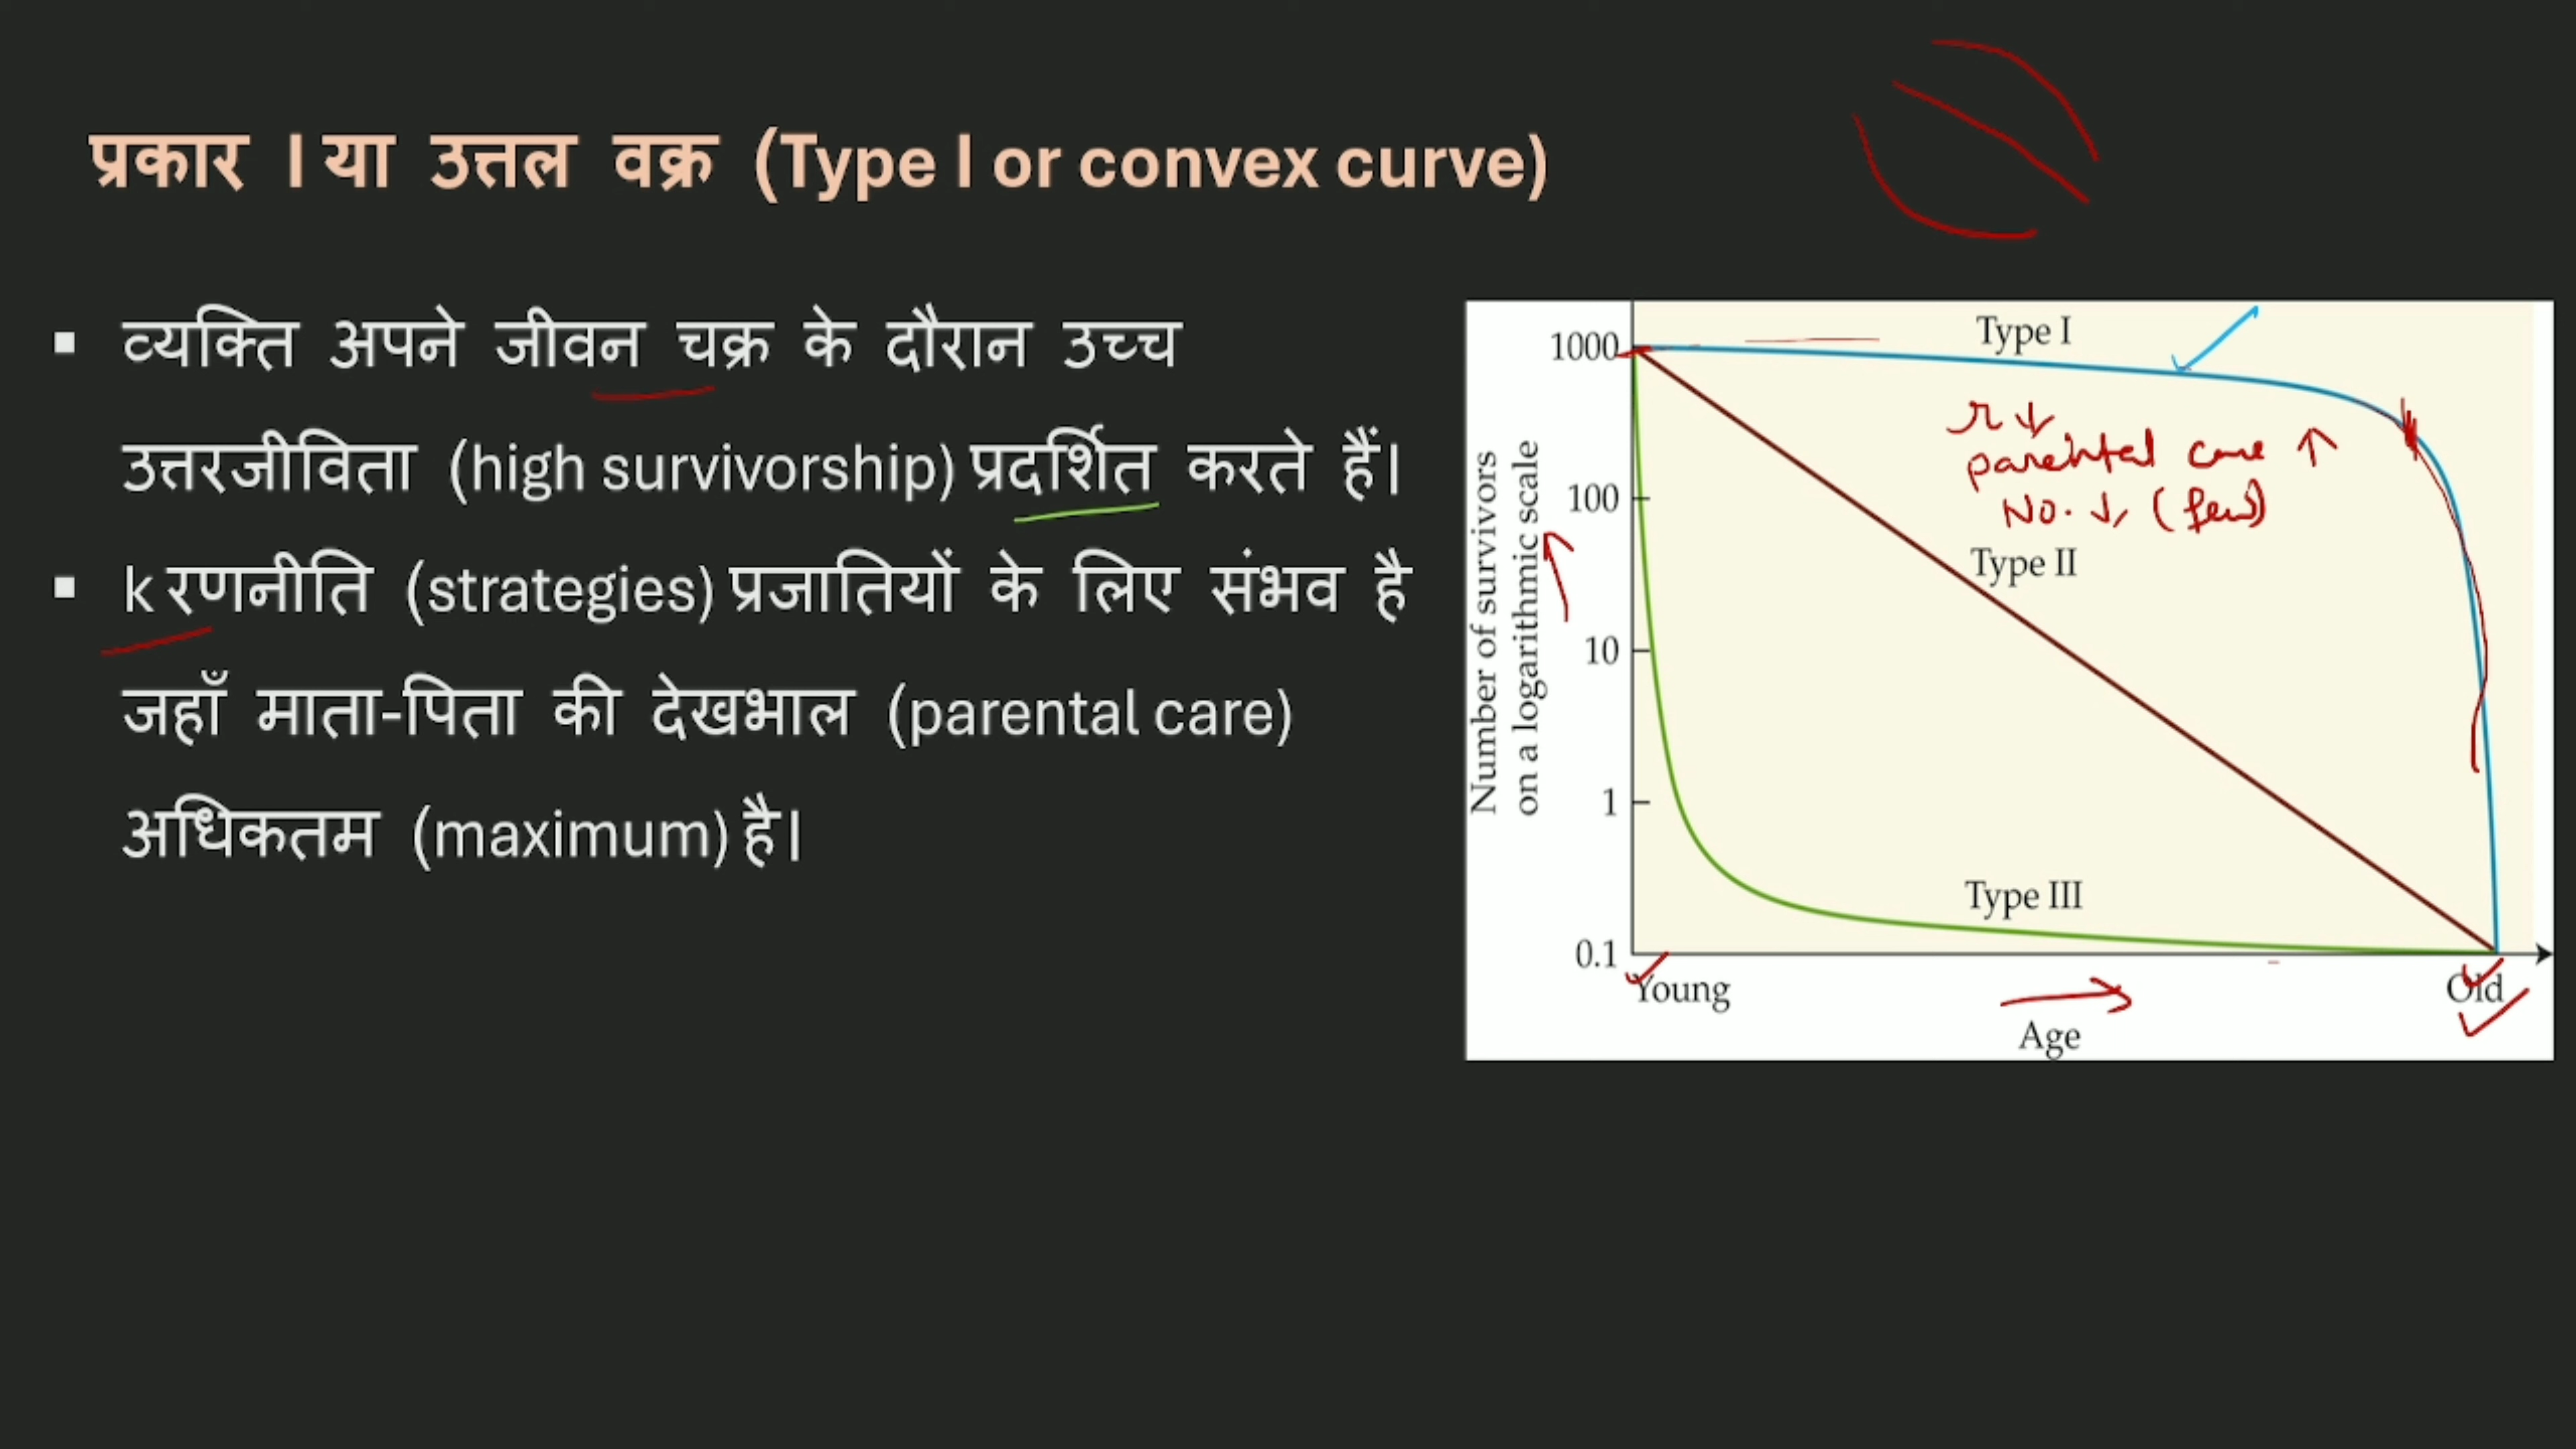 प्रकार I या उत्तल वक्र (Type I or convex curve)
▪ व्यक्ति अपने जीवन चक्र के दौरान उच्च
उत्तरजीविता (high survivorship) प्रदर्शित करते हैं।
▪ k रणनीति (strategies) प्रजातियों के लिए संभव है
जहाँ माता-पिता की देखभाल (parental care)
अधिकतम (maximum) है।
Number of survivors
on a logarithmic scale
1000
100
10
1
0.1
Type I
r ↓
parental care ↑
No. ↓ (few)
Type II
Type III
Young
Old
Age